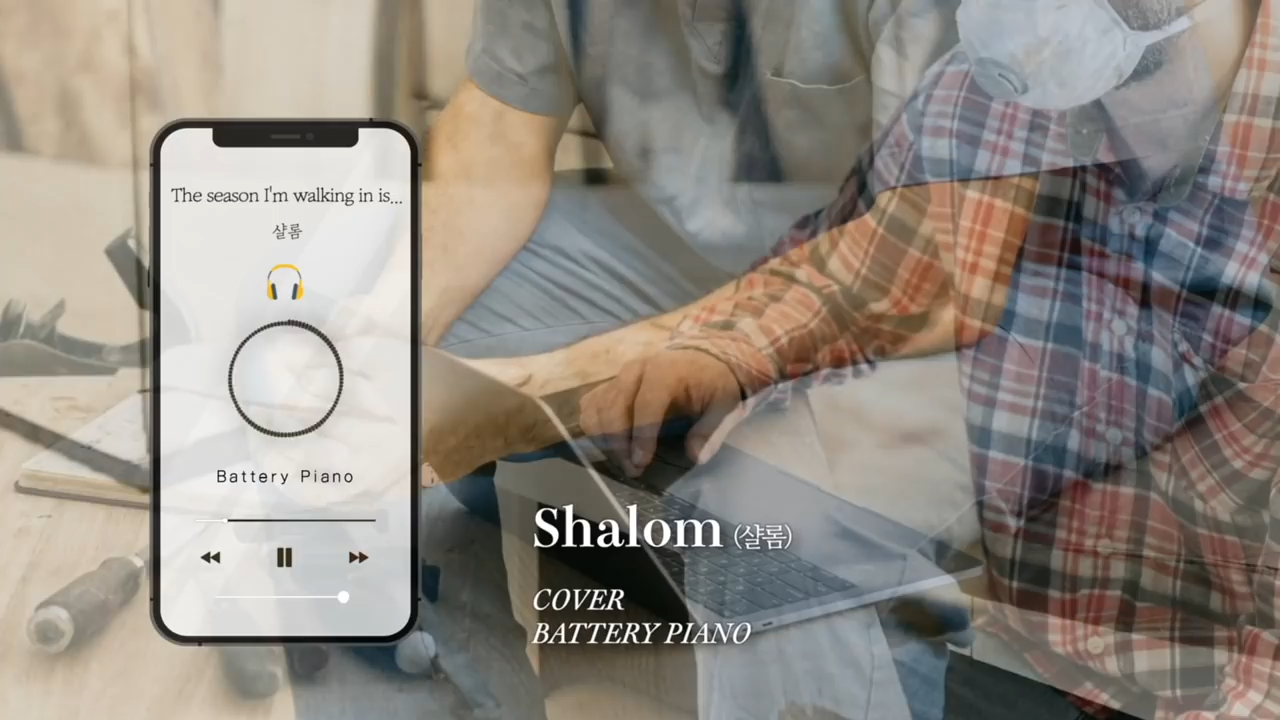 The season I'm walking in is...
샬롬
Battery Piano
Shalom (샬롬)
COVER
BATTERY PIANO